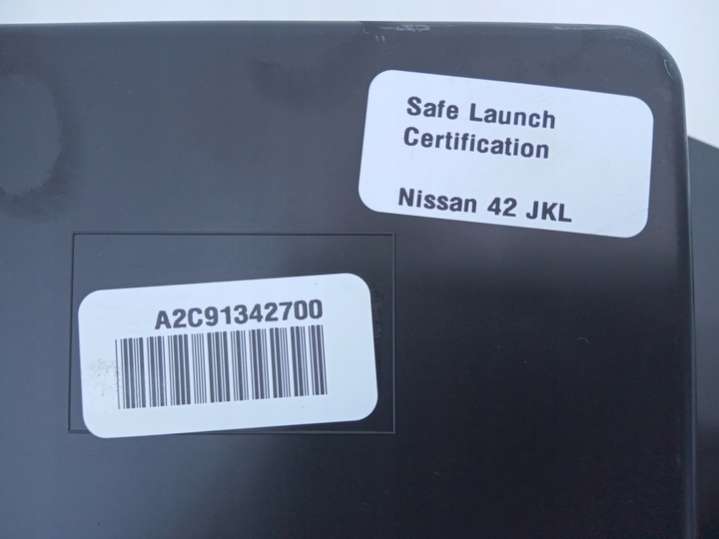 Safe Launch
Certification
Nissan 42 JKL
A2C91342700